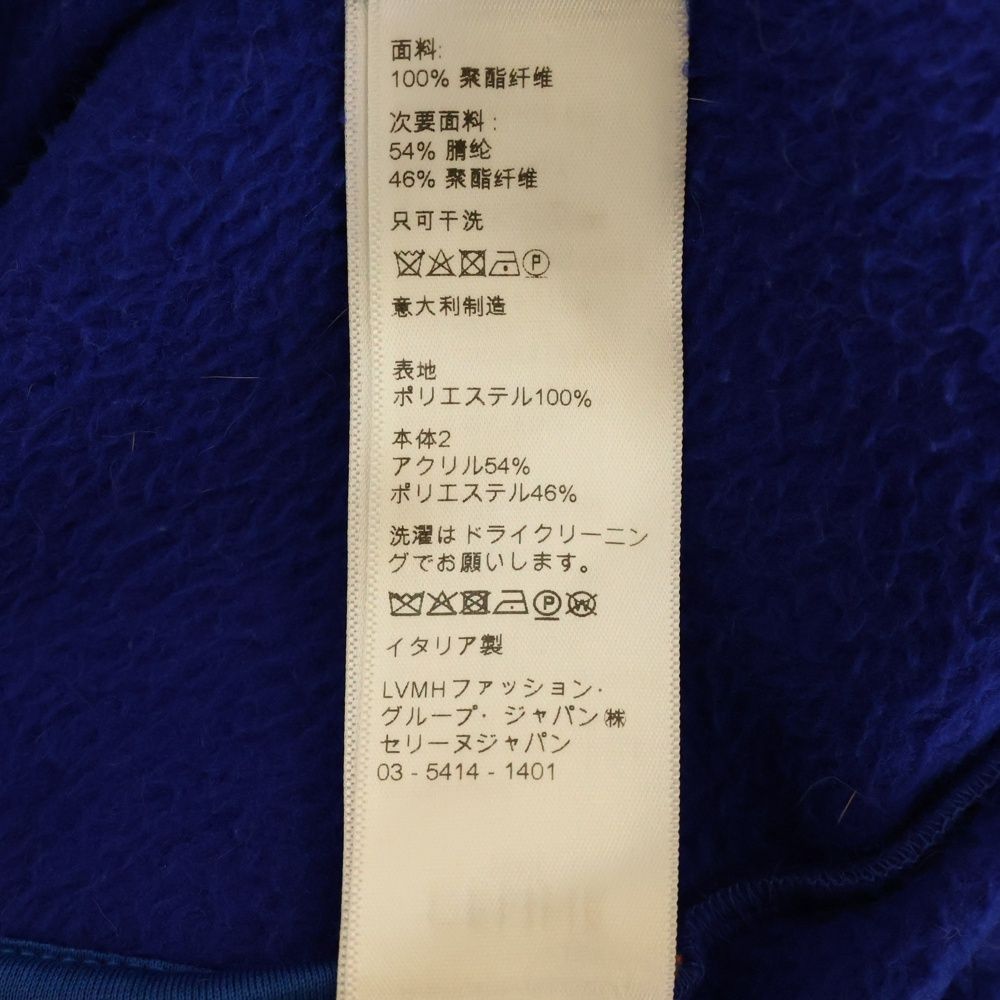 面料:
100% 聚酯纤维
次要面料:
54% 腈纶
46% 聚酯纤维
只可干洗
P
意大利制造
表地
ポリエステル100%
本体2
アクリル54%
ポリエステル46%
洗濯はドライクリーニン
グでお願いします。
P W
イタリア製
LVMHファッション·
グループ· ジャパン㈱
セリーヌジャパン
03 - 5414 - 1401